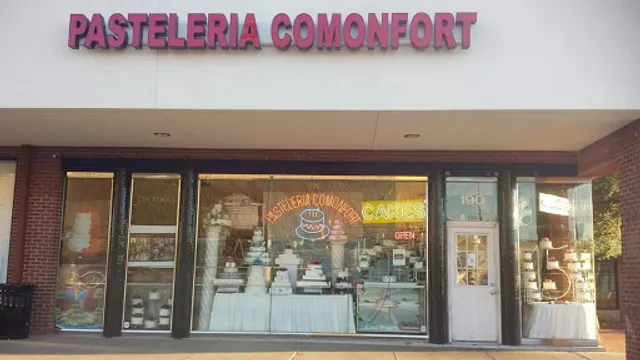 PASTELERIA COMONFORT
PASTELERIA COMONFORT
CAKES
OPEN
190